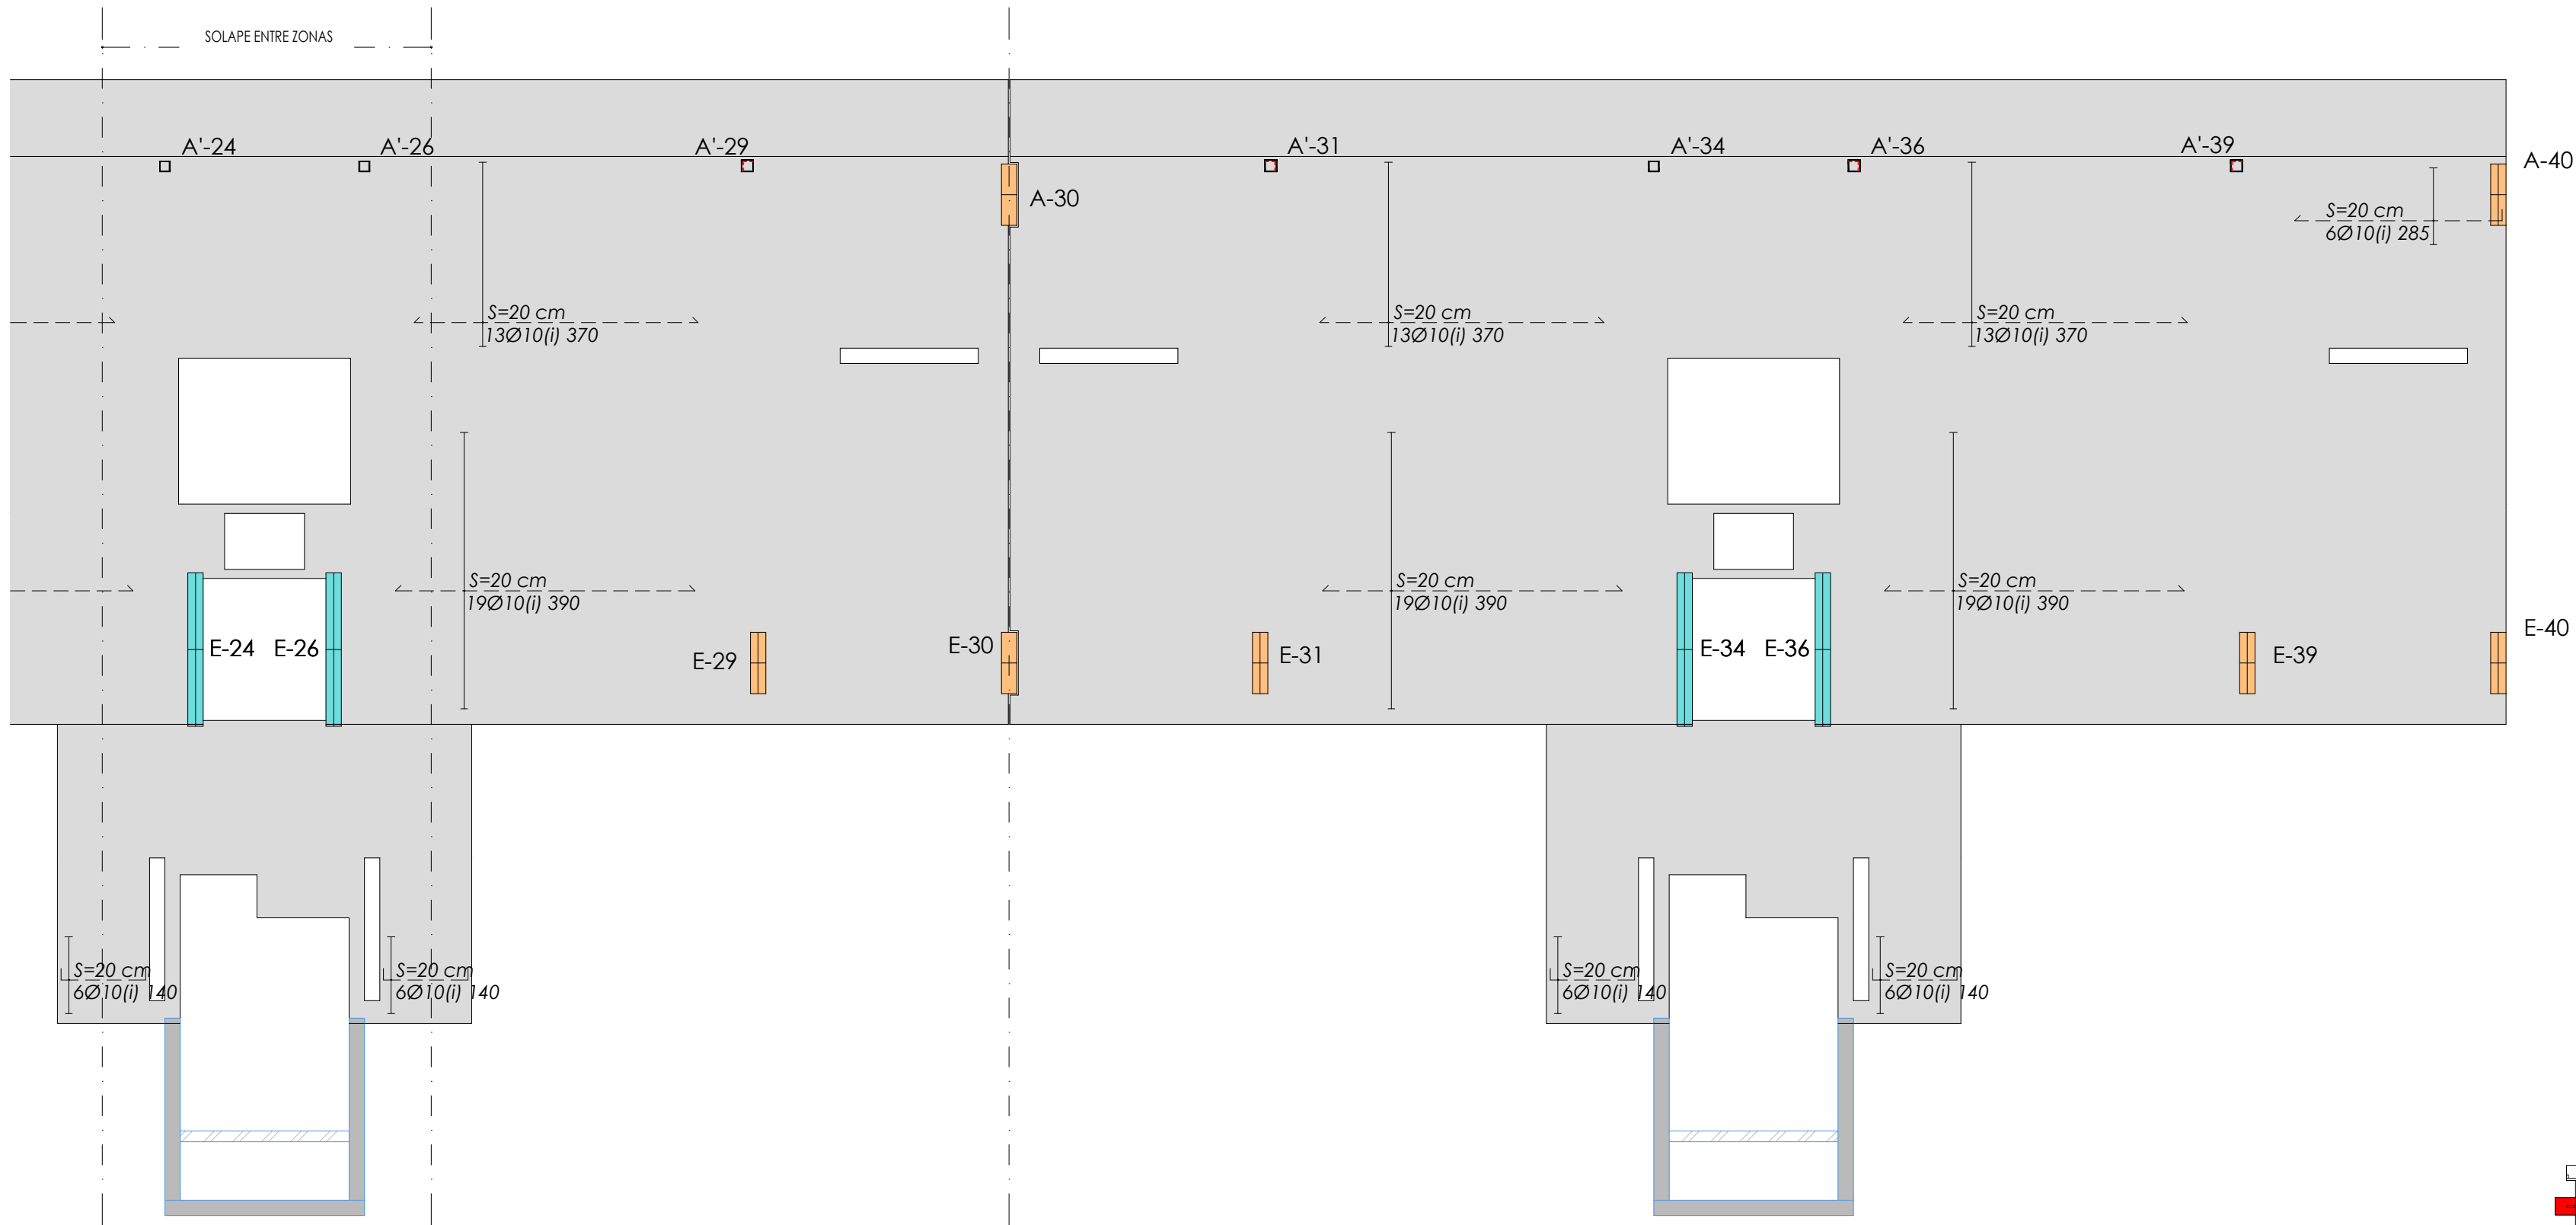 SOLAPE ENTRE ZONAS
A'-24
A'-26
A'-29
A'-31
A'-34
A'-36
A'-39
A-40
A-30
S=20 cm
6Ø10(i) 285
S=20 cm
13Ø10(i) 370
S=20 cm
13Ø10(i) 370
S=20 cm
13Ø10(i) 370
S=20 cm
19Ø10(i) 390
S=20 cm
19Ø10(i) 390
S=20 cm
19Ø10(i) 390
E-24
E-26
E-29
E-30
E-31
E-34
E-36
E-39
E-40
S=20 cm
6Ø10(i) 140
S=20 cm
6Ø10(i) 140
S=20 cm
6Ø10(i) 140
S=20 cm
6Ø10(i) 140